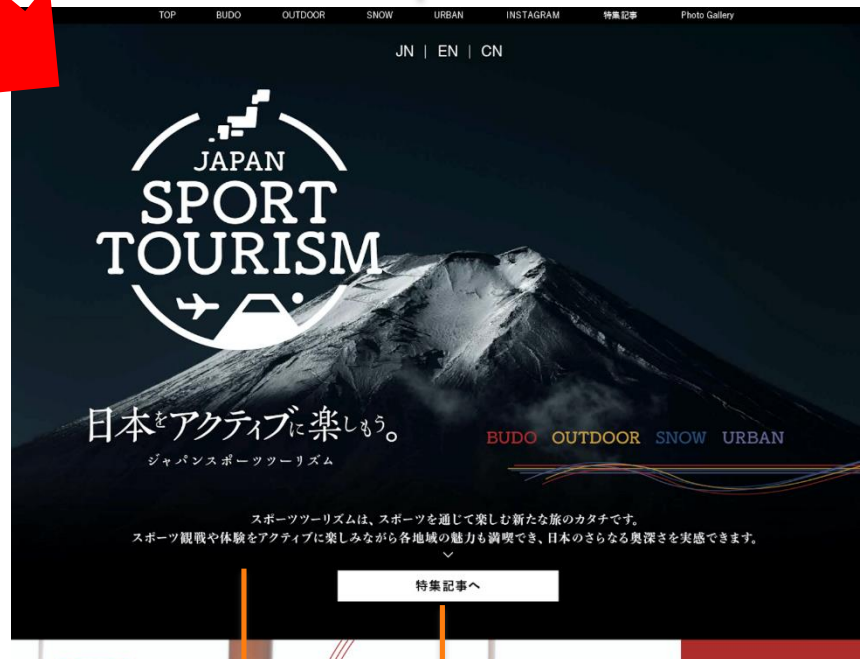 TOP BUDO OUTDOOR SNOW URBAN INSTAGRAM 特集記事 Photo Gallery
JN | EN | CN
JAPAN
SPORT
TOURISM
日本をアクティブに楽しもう。
ジャパンスポーツツーリズム
BUDO OUTDOOR SNOW URBAN
スポーツツーリズムは、スポーツを通じて楽しむ新たな旅のカタチです。
スポーツ観戦や体験をアクティブに楽しみながら各地域の魅力も満喫でき、日本のさらなる奥深さを実感できます。
特集記事へ